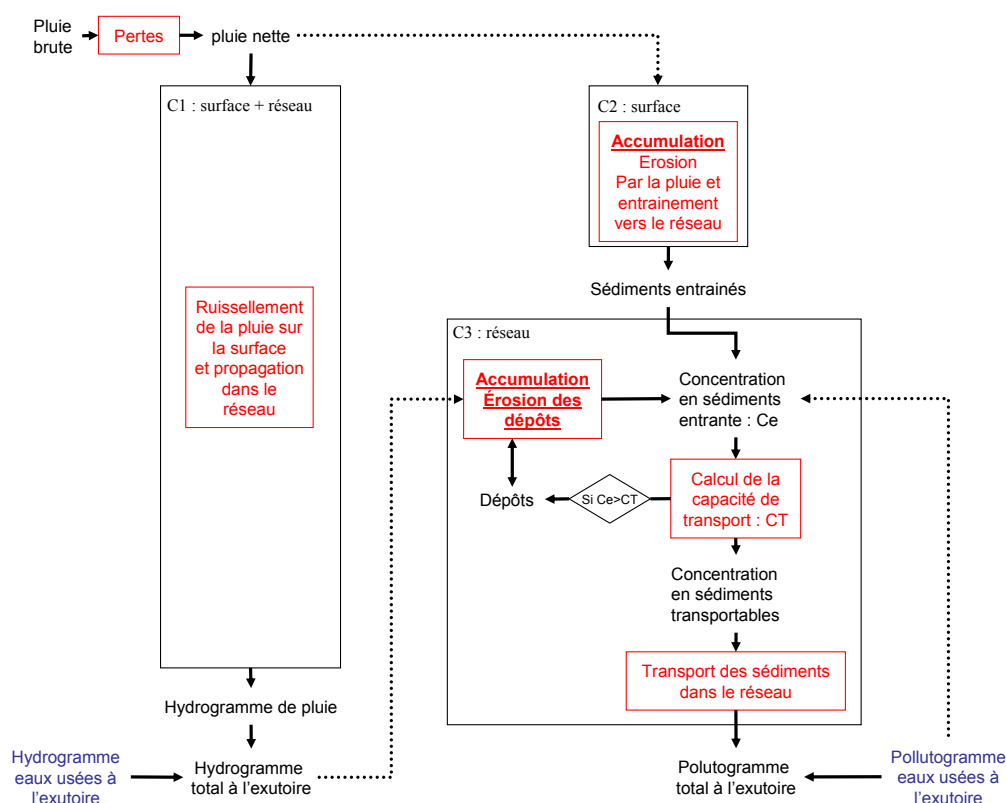 Pluie
brute
Pertes
pluie nette
C1 : surface + réseau
C2 : surface
Accumulation
Erosion
Par la pluie et
entrainement
vers le réseau
Sédiments entrainés
Ruissellement
de la pluie sur
la surface
et propagation
dans le
réseau
C3 : réseau
Accumulation
Érosion des
dépôts
Concentration
en sédiments
entrante : Ce
Dépôts
Si Ce>CT
Calcul de la
capacité de
transport : CT
Concentration
en sédiments
transportables
Transport des sédiments
dans le réseau
Hydrogramme de pluie
Hydrogramme
eaux usées à
l'exutoire
Hydrogramme
total à l'exutoire
Polutogramme
total à l'exutoire
Pollutogramme
eaux usées à
l'exutoire